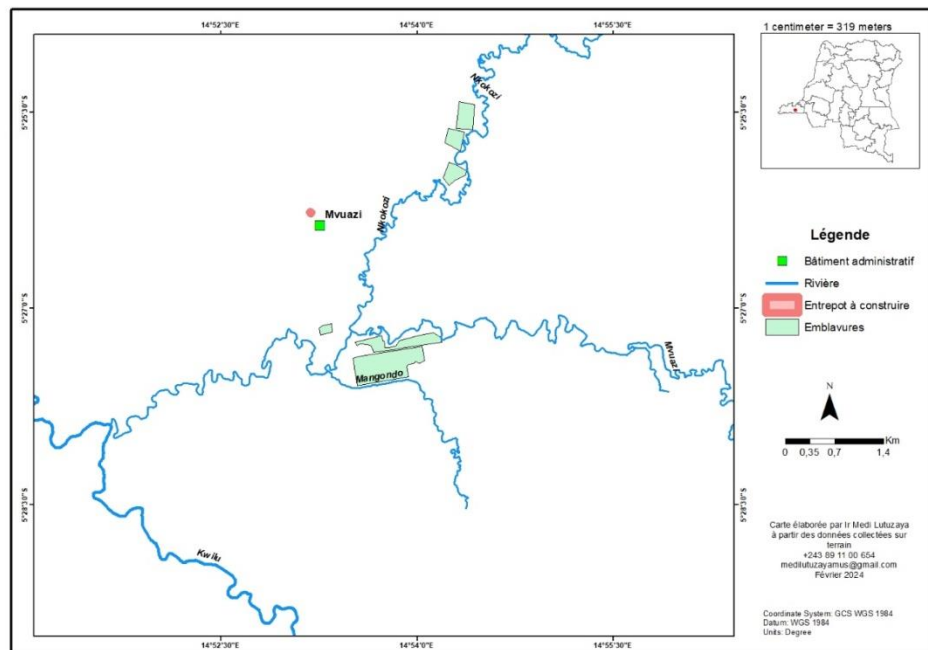 14°52'30"E
14°54'0"E
14°55'30"E
1 centimeter = 319 meters
5°25'30"S
5°25'30"S
Nkokozi
Nkokozi
Mvuazi
5°27'0"S
5°27'0"S
Mvuazi
Mangondo
5°28'30"S
5°28'30"S
Kwilu
14°52'30"E
14°54'0"E
14°55'30"E
Légende
Bâtiment administratif
Rivière
Entrepot à construire
Emblavures
N
Km
0 0,35 0,7 1,4
Carte élaborée par Ir Medi Lutuzaya
à partir des données collectées sur
terrain
+243 89 11 00 654
medilutuzayamus@gmail.com
Février 2024
Coordinate System: GCS WGS 1984
Datum: WGS 1984
Units: Degree